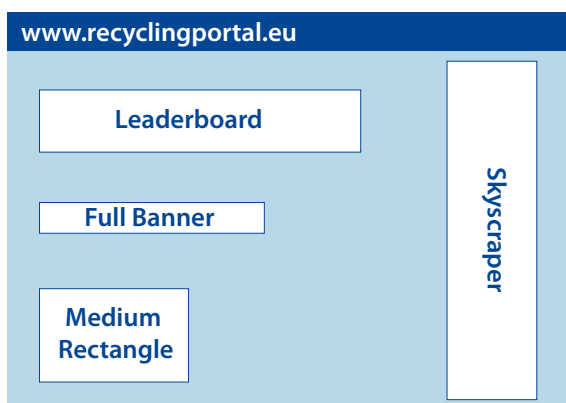 www.recyclingportal.eu
Leaderboard
Full Banner
Medium
Rectangle
Skyscraper